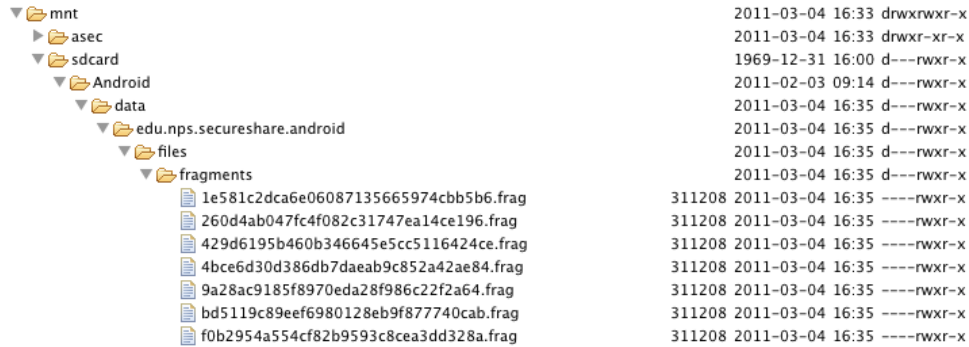 mnt 2011-03-04 16:33 drwxrwxr-x
asec 2011-03-04 16:33 drwxr-xr-x
sdcard 1969-12-31 16:00 d---rwxr-x
Android 2011-02-03 09:14 d---rwxr-x
data 2011-03-04 16:35 d---rwxr-x
edu.nps.secureshare.android 2011-03-04 16:35 d---rwxr-x
files 2011-03-04 16:35 d---rwxr-x
fragments 2011-03-04 16:35 d---rwxr-x
1e581c2dca6e06087135665974cbb5b6.frag 311208 2011-03-04 16:35 ----rwxr-x
260d4ab047fc4f082c31747ea14ce196.frag 311208 2011-03-04 16:35 ----rwxr-x
429d6195b460b346645e5cc5116424ce.frag 311208 2011-03-04 16:35 ----rwxr-x
4bce6d30d386db7daeab9c852a42ae84.frag 311208 2011-03-04 16:35 ----rwxr-x
9a28ac9185f8970eda28f986c22f2a64.frag 311208 2011-03-04 16:35 ----rwxr-x
bd5119c89eef6980128eb9f877740cab.frag 311208 2011-03-04 16:35 ----rwxr-x
f0b2954a554cf82b9593c8cea3dd328a.frag 311208 2011-03-04 16:35 ----rwxr-x